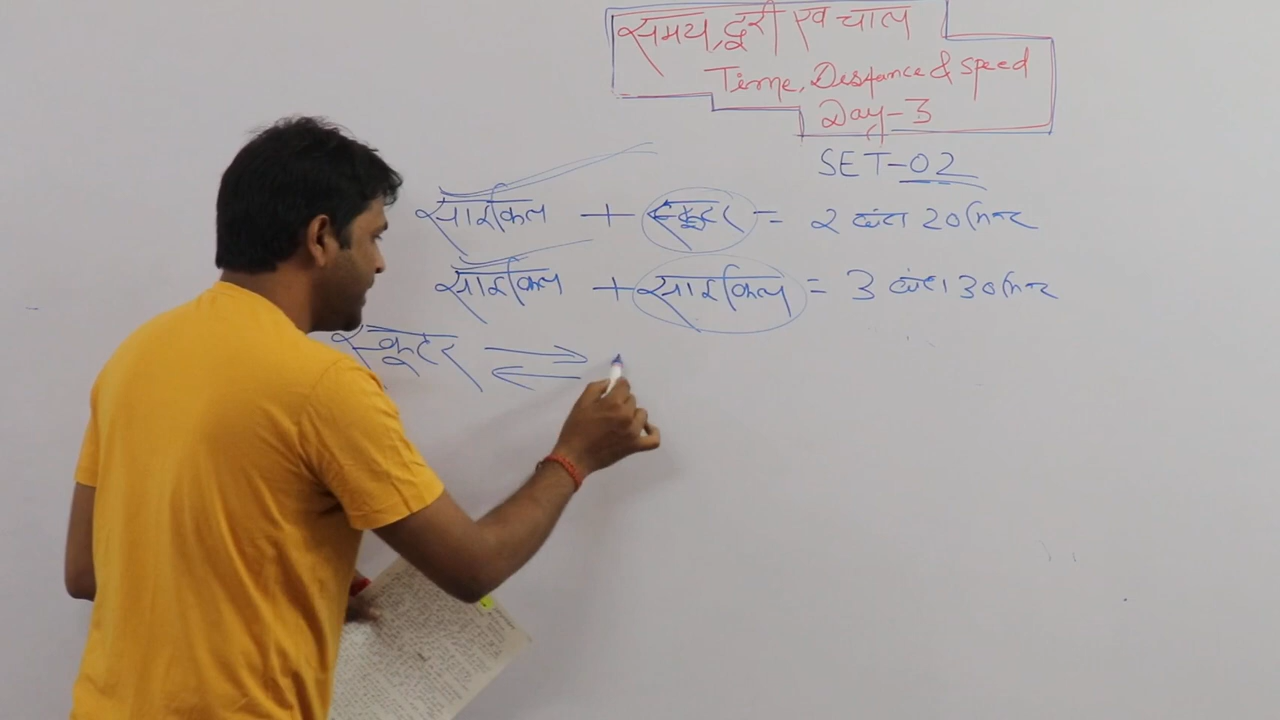 समय, दूरी एव चाल
Time, Distance & speed
Day-3
SET-02
साईकिल + स्कूटर = 2 घंटा 20 मिनट
साईकिल + साईकिल = 3 घंटा 30 मिनट
स्कूटर